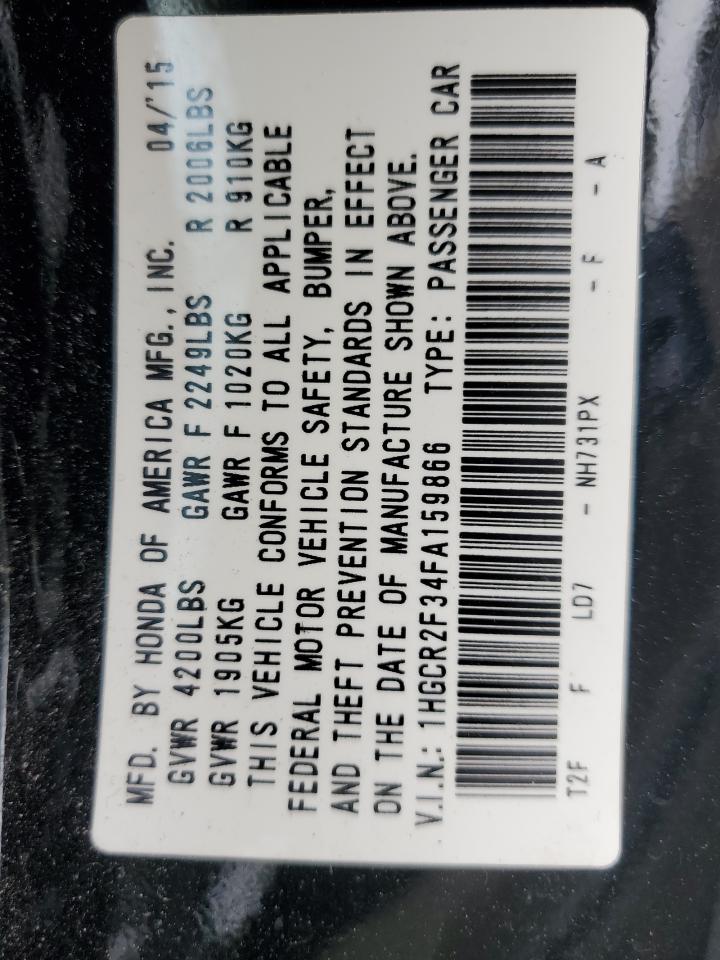 MFD. BY HONDA OF AMERICA MFG., INC. 04/'15
GVWR 4200LBS GAWR F 2249LBS R 2006LBS
GVWR 1905KG GAWR F 1020KG R 910KG
THIS VEHICLE CONFORMS TO ALL APPLICABLE
FEDERAL MOTOR VEHICLE SAFETY, BUMPER,
AND THEFT PREVENTION STANDARDS IN EFFECT
ON THE DATE OF MANUFACTURE SHOWN ABOVE.
V.I.N.: 1HGCR2F34FA159866 TYPE: PASSENGER CAR
T2F F LD7 - NH731PX - F - A